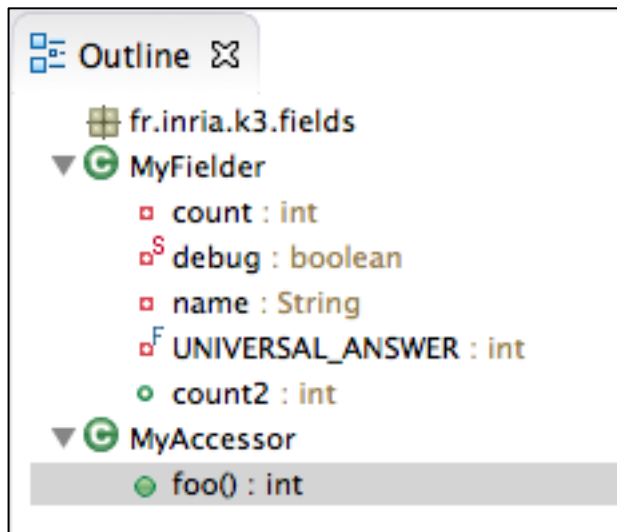 Outline
fr.inria.k3.fields
C MyFielder
count : int
S debug : boolean
name : String
F UNIVERSAL_ANSWER : int
count2 : int
C MyAccessor
foo() : int